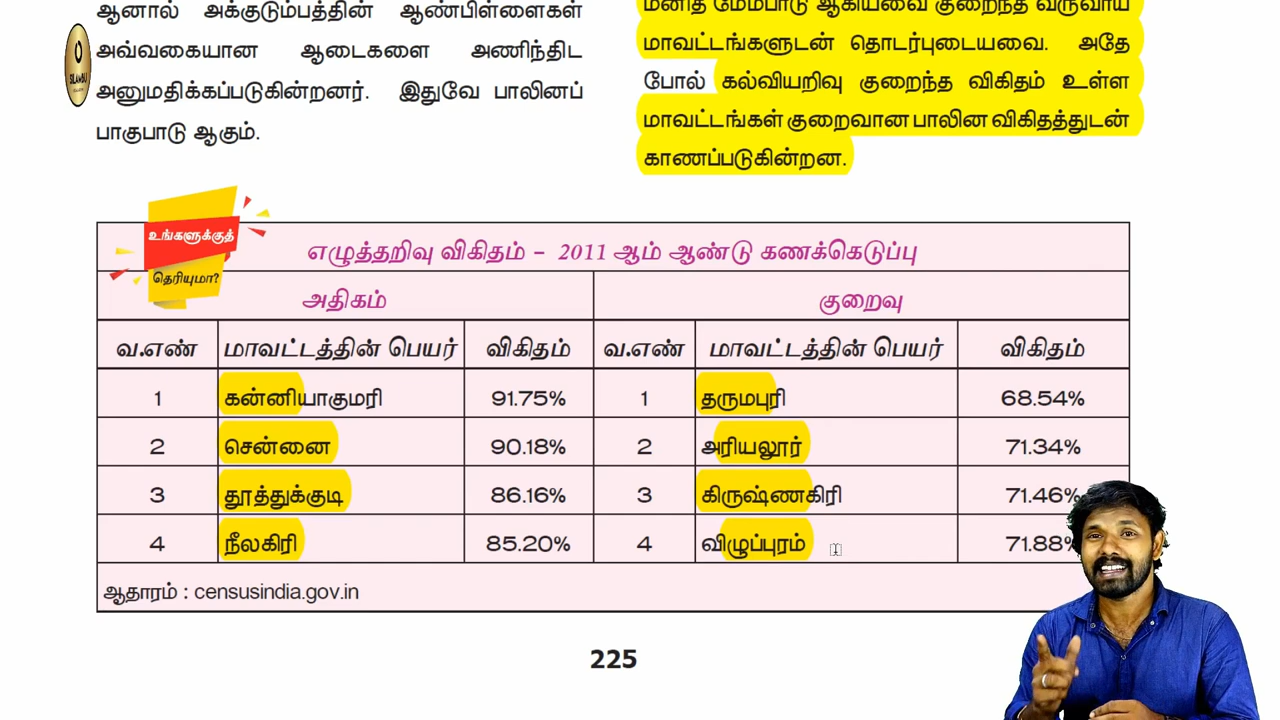 ஆனால் அக்குடும்பத்தின் ஆண்பிள்ளைகள்
அவ்வகையான ஆடைகளை அணிந்திட
அனுமதிக்கப்படுகின்றனர். இதுவே பாலினப்
பாகுபாடு ஆகும்.
மனித மேம்பாடு ஆகியவை குறைந்த வருவாய்
மாவட்டங்களுடன் தொடர்புடையவை. அதே
போல் கல்வியறிவு குறைந்த விகிதம் உள்ள
மாவட்டங்கள் குறைவான பாலின விகிதத்துடன்
காணப்படுகின்றன.
SILAMBU
உங்களுக்குத்
தெரியுமா?
எழுத்தறிவு விகிதம் – 2011 ஆம் ஆண்டு கணக்கெடுப்பு
அதிகம் குறைவு
வ.எண் மாவட்டத்தின் பெயர் விகிதம் வ.எண் மாவட்டத்தின் பெயர் விகிதம்
1 கன்னியாகுமரி 91.75% 1 தருமபுரி 68.54%
2 சென்னை 90.18% 2 அரியலூர் 71.34%
3 தூத்துக்குடி 86.16% 3 கிருஷ்ணகிரி 71.46%
4 நீலகிரி 85.20% 4 விழுப்புரம் 71.88%
ஆதாரம் : censusindia.gov.in
225